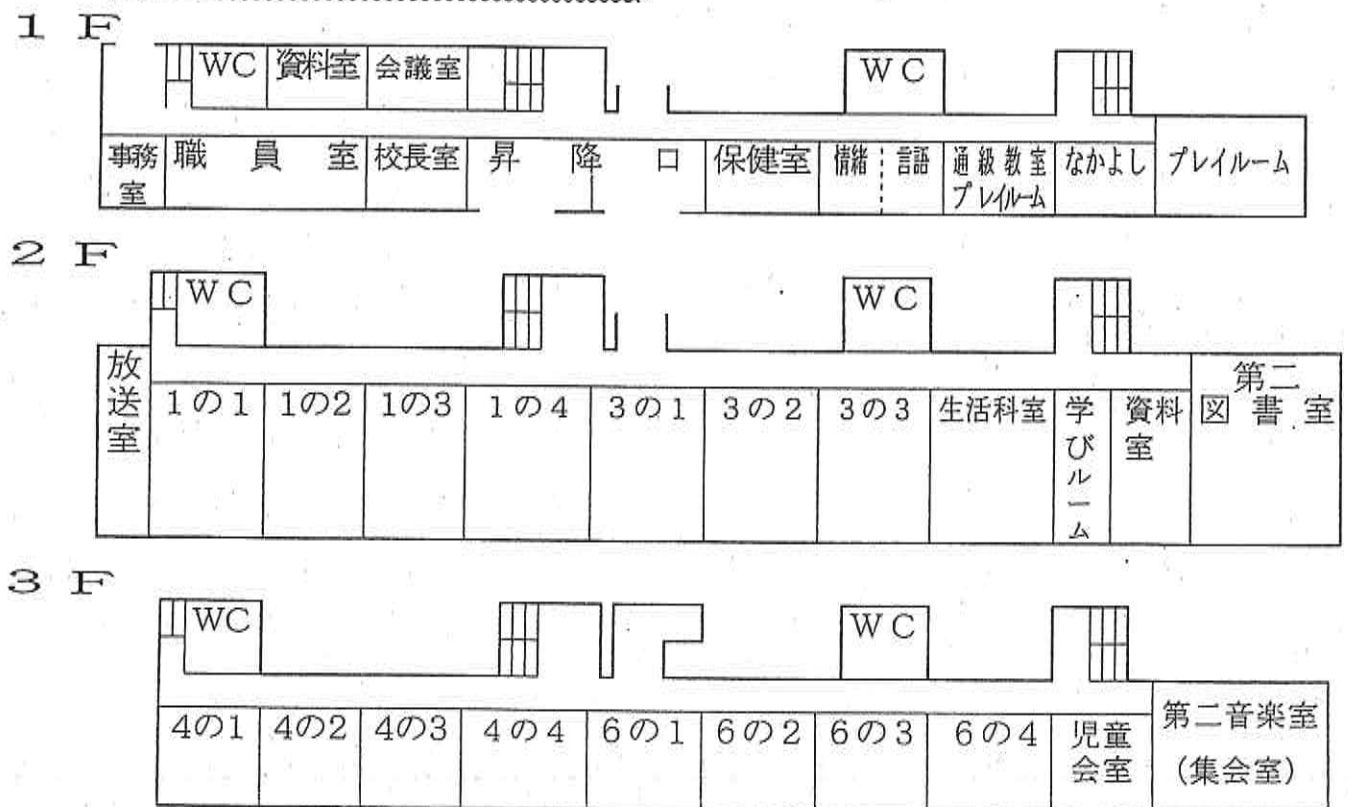 1 F
WC 資料室 会議室 WC
事務室 職員室 校長室 昇降口 保健室 情緒 言語 通級教室プレイルーム なかよし プレイルーム
2 F
WC WC
放送室 1の1 1の2 1の3 1の4 3の1 3の2 3の3 生活科室 学びルーム 資料室 第二図書室
3 F
WC WC
4の1 4の2 4の3 4の4 6の1 6の2 6の3 6の4 児童会室 第二音楽室(集会室)